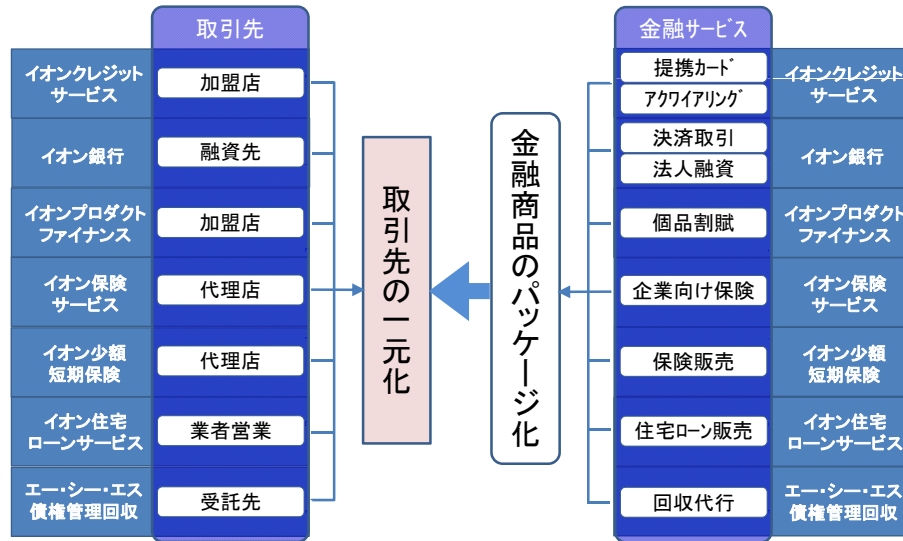 取引先
イオンクレジット
サービス
加盟店
イオン銀行
融資先
イオンプロダクト
ファイナンス
加盟店
イオン保険
サービス
代理店
イオン少額
短期保険
代理店
イオン住宅
ローンサービス
業者営業
エー・シー・エス
債権管理回収
受託先
取引先の一元化
金融商品のパッケージ化
金融サービス
提携カード
アクワイアリング
イオンクレジット
サービス
決済取引
法人融資
イオン銀行
個品割賦
イオンプロダクト
ファイナンス
企業向け保険
イオン保険
サービス
保険販売
イオン少額
短期保険
住宅ローン販売
イオン住宅
ローンサービス
回収代行
エー・シー・エス
債権管理回収